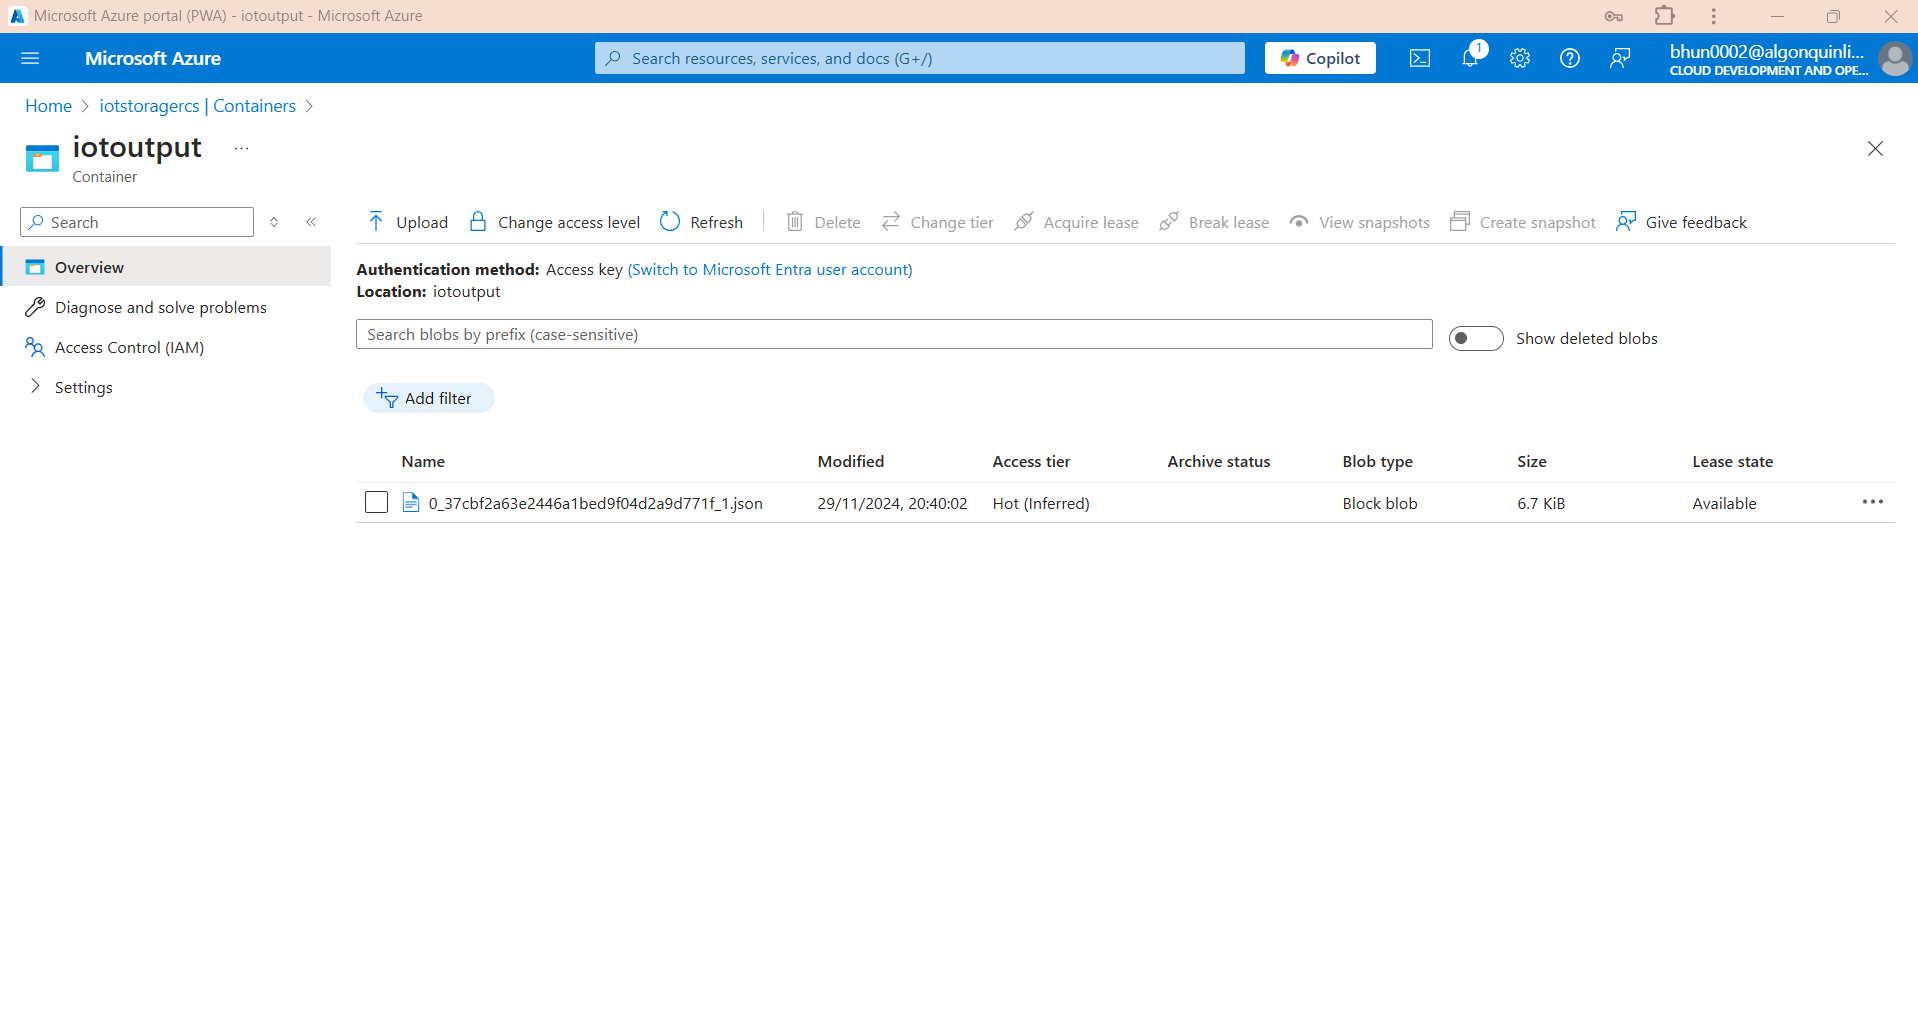 Microsoft Azure portal (PWA) - iotoutput - Microsoft Azure
Microsoft Azure
Search resources, services, and docs (G+/)
Copilot
1
bhun0002@algonquinli...
CLOUD DEVELOPMENT AND OPE...
Home > iotstoragercs | Containers >
iotoutput ...
Container
Search
Overview
Diagnose and solve problems
Access Control (IAM)
Settings
Upload Change access level Refresh Delete Change tier Acquire lease Break lease View snapshots Create snapshot Give feedback
Authentication method: Access key (Switch to Microsoft Entra user account)
Location: iotoutput
Search blobs by prefix (case-sensitive)
Show deleted blobs
Add filter
Name Modified Access tier Archive status Blob type Size Lease state
0_37cbf2a63e2446a1bed9f04d2a9d771f_1.json 29/11/2024, 20:40:02 Hot (Inferred) Block blob 6.7 KiB Available